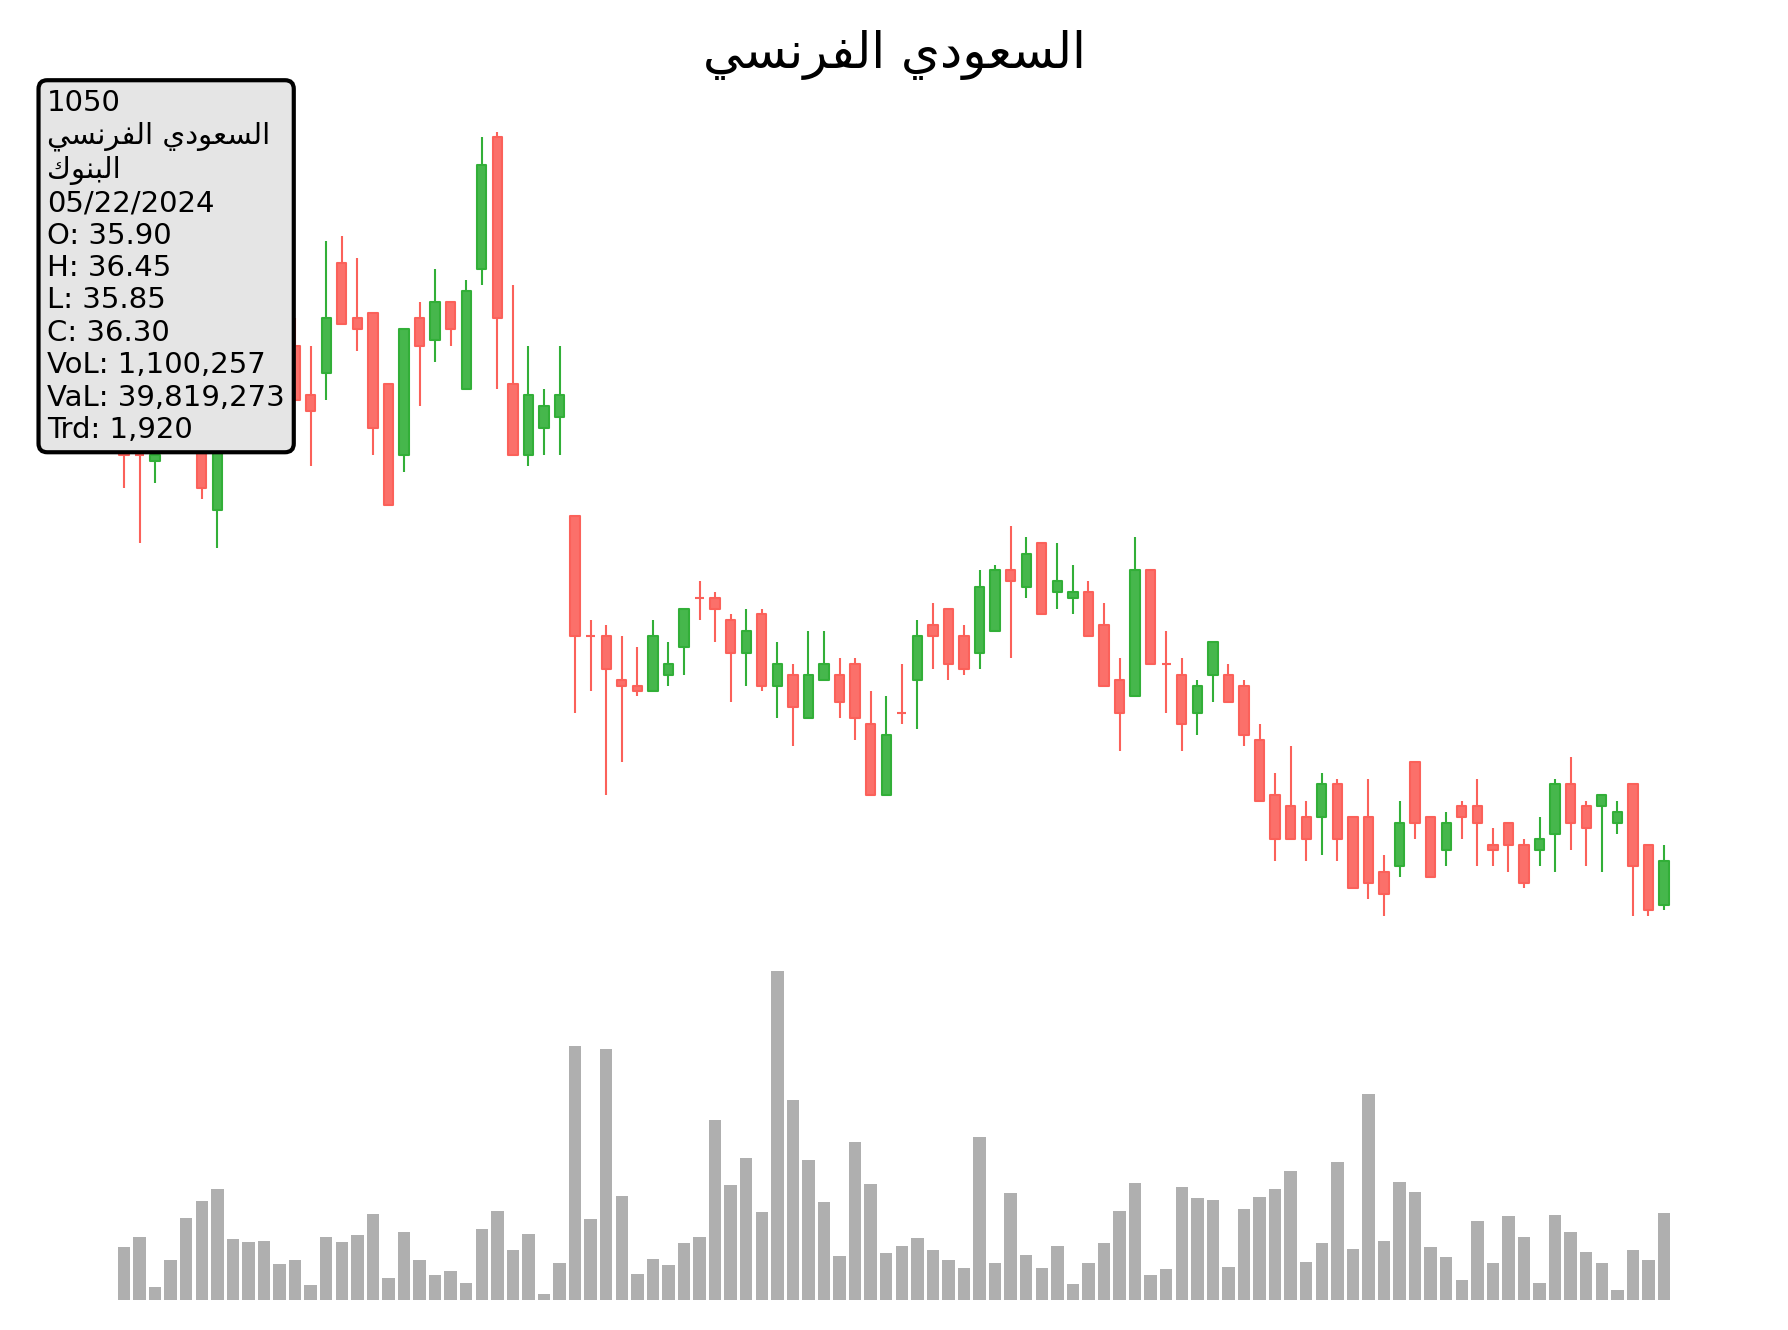 السعودي الفرنسي
1050
السعودي الفرنسي
البنوك
05/22/2024
O: 35.90
H: 36.45
L: 35.85
C: 36.30
VoL: 1,100,257
VaL: 39,819,273
Trd: 1,920